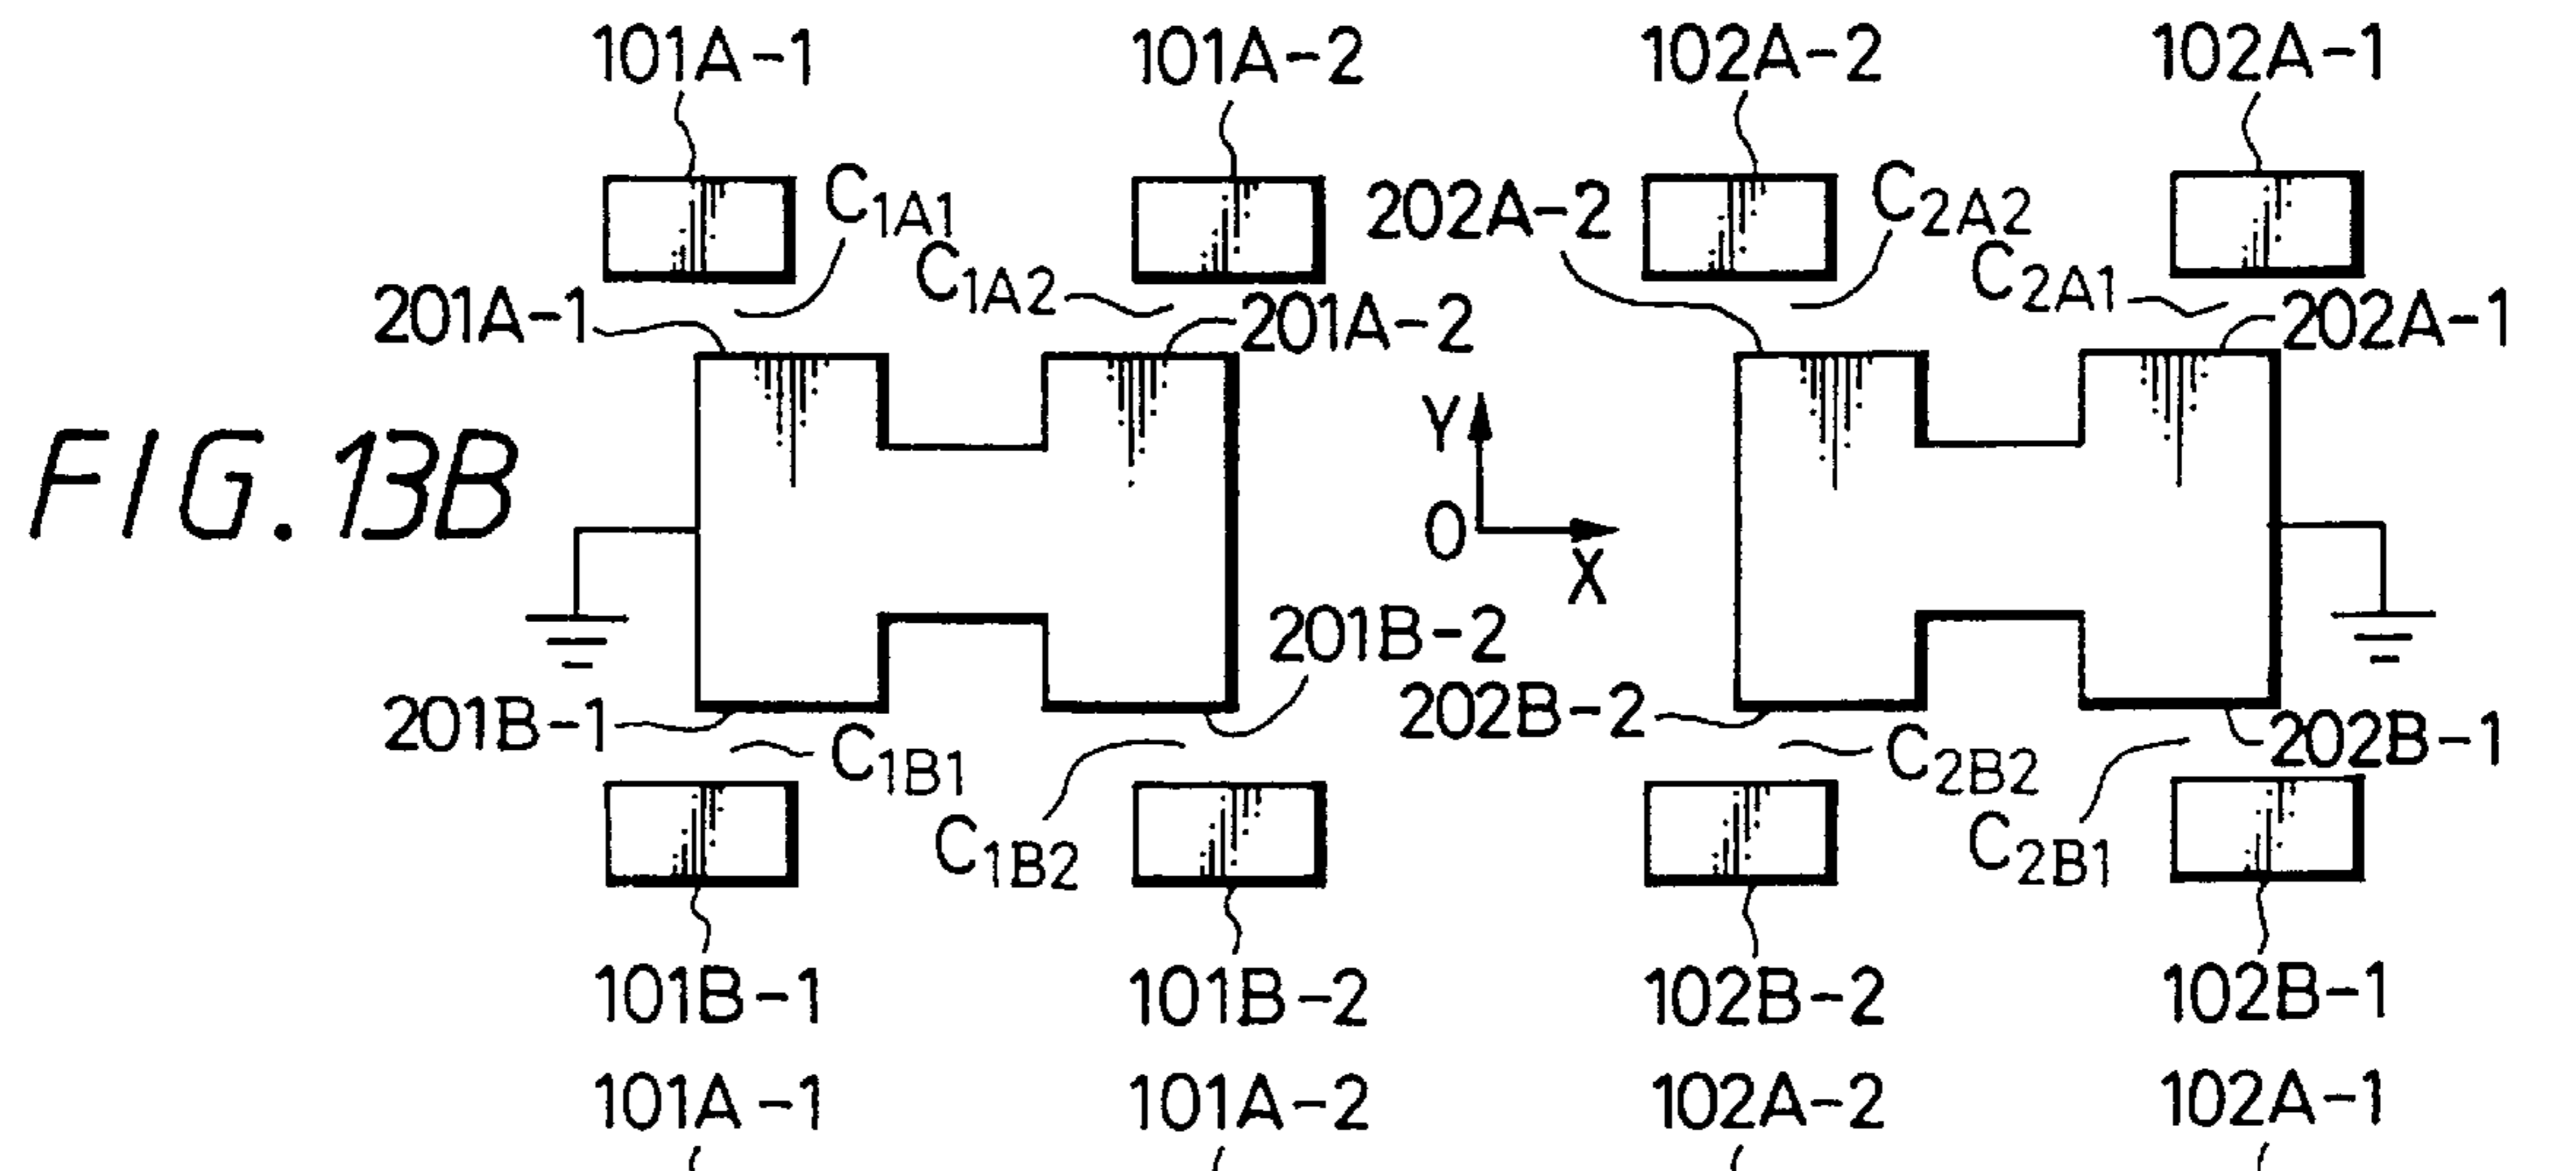 101A-1 101A-2 102A-2 102A-1
C1A1 202A-2 C2A2
C1A2 C2A1
201A-1 201A-2 202A-1
Y
FIG. 13B
O
X
201B-2
201B-1 202B-2 202B-1
C1B1 C2B2
C1B2 C2B1
101B-1 101B-2 102B-2 102B-1
101A-1 101A-2 102A-2 102A-1